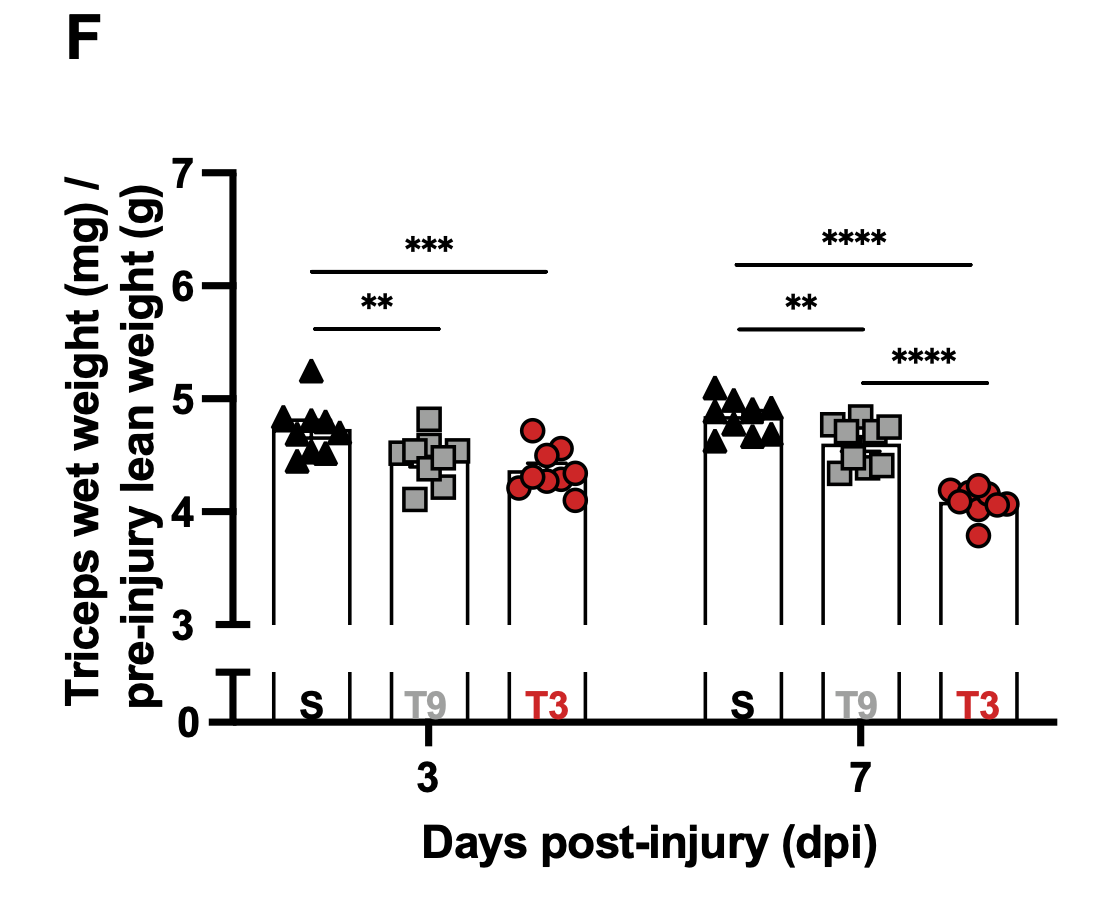 F
Triceps wet weight (mg) /
pre-injury lean weight (g)
7
6
5
4
3
0
***
**
****
**
****
S
T9
T3
S
T9
T3
3
7
Days post-injury (dpi)